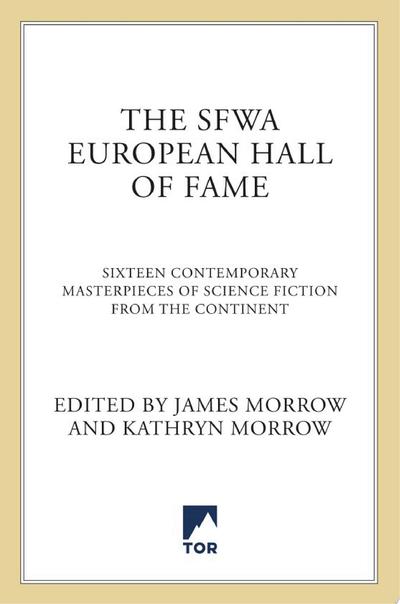 THE SFWA
EUROPEAN HALL
OF FAME
SIXTEEN CONTEMPORARY
MASTERPIECES OF SCIENCE FICTION
FROM THE CONTINENT
EDITED BY JAMES MORROW
AND KATHRYN MORROW
TOR